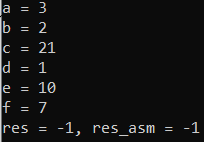 a = 3
b = 2
c = 21
d = 1
e = 10
f = 7
res = -1, res_asm = -1